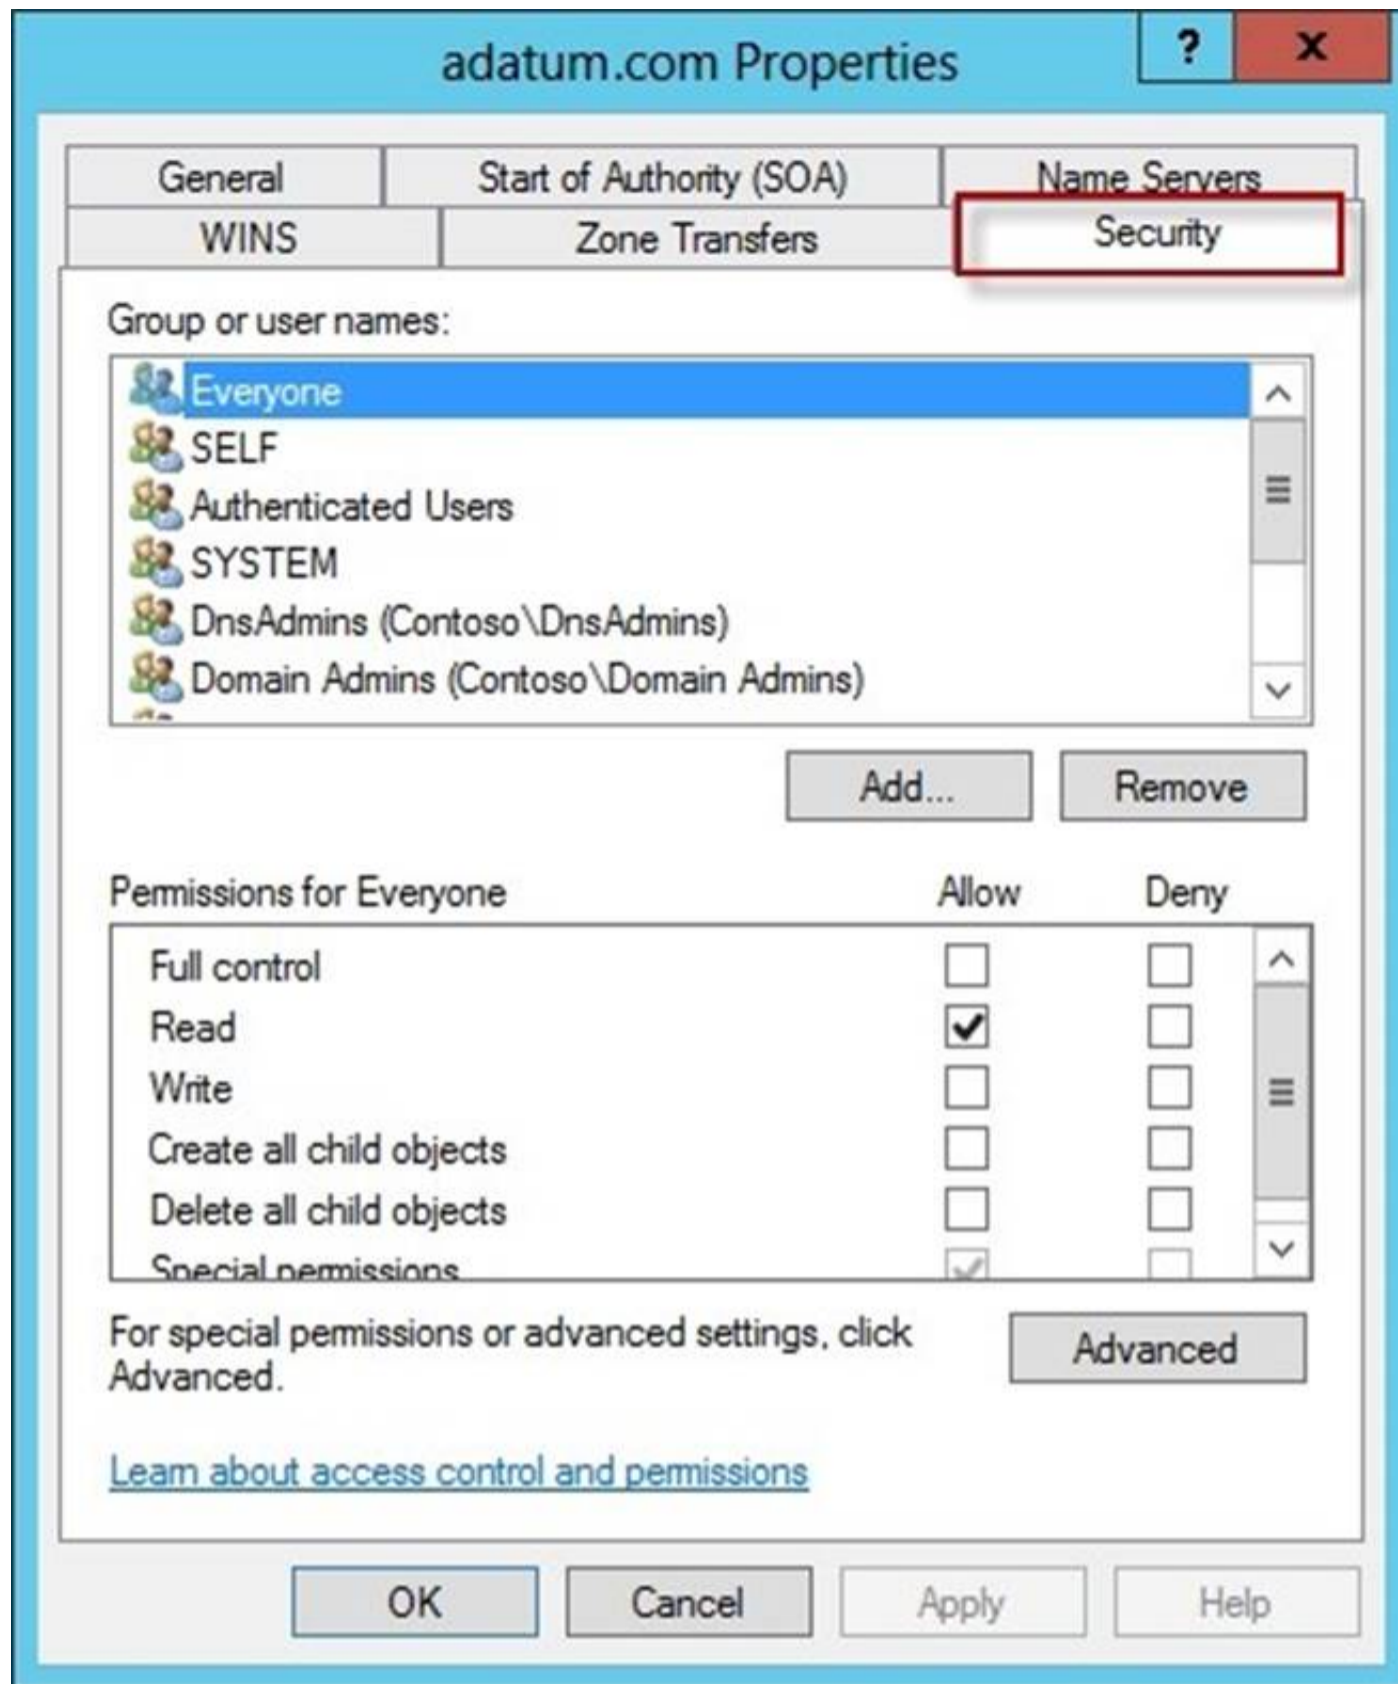 adatum.com Properties
?
x
General
Start of Authority (SOA)
Name Servers
WINS
Zone Transfers
Security
Group or user names:
Everyone
SELF
Authenticated Users
SYSTEM
DnsAdmins (Contoso\DnsAdmins)
Domain Admins (Contoso\Domain Admins)
Add...
Remove
Permissions for Everyone
Allow
Deny
Full control
Read
Write
Create all child objects
Delete all child objects
Special permissions
For special permissions or advanced settings, click
Advanced.
Advanced
Learn about access control and permissions
OK
Cancel
Apply
Help